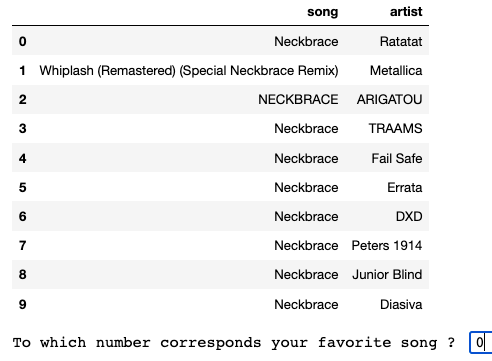 song artist
0 Neckbrace Ratatat
1 Whiplash (Remastered) (Special Neckbrace Remix) Metallica
2 NECKBRACE ARIGATOU
3 Neckbrace TRAAMS
4 Neckbrace Fail Safe
5 Neckbrace Errata
6 Neckbrace DXD
7 Neckbrace Peters 1914
8 Neckbrace Junior Blind
9 Neckbrace Diasiva
To which number corresponds your favorite song ? 0